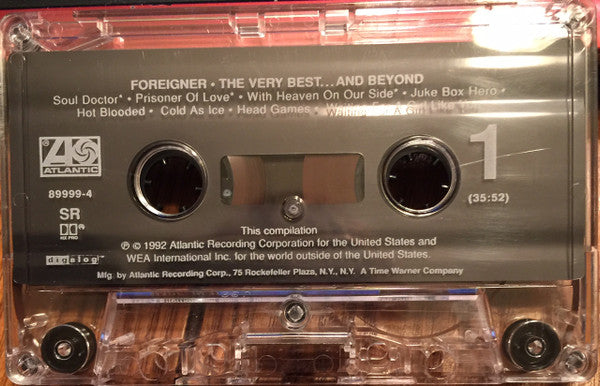 FOREIGNER • THE VERY BEST...AND BEYOND
Soul Doctor* • Prisoner Of Love* • With Heaven On Our Side* • Juke Box Hero •
Hot Blooded • Cold As Ice • Head Games • Waiting For A Girl Like You
ATLANTIC
1
89999-4
(35:52)
SR
HX PRO
digalog™
This compilation
℗ © 1992 Atlantic Recording Corporation for the United States and
WEA International Inc. for the world outside of the United States.
Mfg. by Atlantic Recording Corp., 75 Rockefeller Plaza, N.Y., N.Y. A Time Warner Company